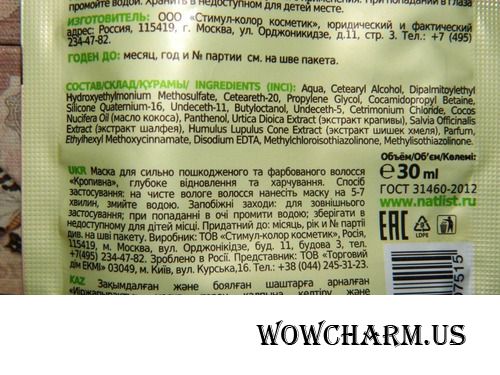 промойте водой. Хранить в недоступном для детей месте.
ИЗГОТОВИТЕЛЬ: ООО «Стимул-колор косметик», юридический и фактический
адрес: Россия, 115419, г. Москва, ул. Орджоникидзе, д.11, стр. 3. Тел.: +7 (495)
234-47-82.
ГОДЕН ДО: месяц, год и № партии см. на шве пакета.
СОСТАВ/СКЛАД/ҚҰРАМЫ/ INGREDIENTS (INCI): Aqua, Cetearyl Alcohol, Dipalmitoylethyl
Hydroxyethylmonium Methosulfate, Ceteareth-20, Propylene Glycol, Cocamidopropyl Betaine,
Silicone Quaternium-16, Undeceth-11, Butyloctanol, Undeceth-5, Cetrimonium Chloride, Cocos
Nucifera Oil (масло кокоса), Panthenol, Urtica Dioica Extract (экстракт крапивы), Salvia Officinalis
Extract (экстракт шалфея), Humulus Lupulus Cone Extract (экстракт шишек хмеля), Parfum,
Ethylhexyl Methoxycinnamate, Disodium EDTA, Methylchloroisothiazolinone, Methylisothiazolinone.
Объём/Об'єм/Көлемі:
℮ 30 ml
ГОСТ 31460-2012
www.natlist.ru
EAC
LDPE
UKR Маска для сильно пошкодженого та фарбованого волосся
«Кропивна», глубоке відновлення та харчування. Спосіб
застосування: на чисте вологе волосся нанесіть маску на 5-7
хвилин, змийте водою. Запобіжні заходи: для зовнішнього
застосування; при попаданні в очі промити водою; зберігати в
недоступному для дітей місці. Придатний до: місяць, рік и № партії
див. на шві пакету. Виробник: ТОВ «Стимул-колор косметик», Росія,
115419, м. Москва, вул. Орджонікідзе, буд. 11, будова 3, тел.
+7(495) 234-47-82. Зроблено в Росії. Представник: ТОВ «Торговий
дім ЕКМІ» 03049, м. Київ, вул. Курська,16. Тел.: +38 (044) 245-31-23.
KAZ Зақымдалған және боялған шаштарға арналған
07515
WOWCHARM.US